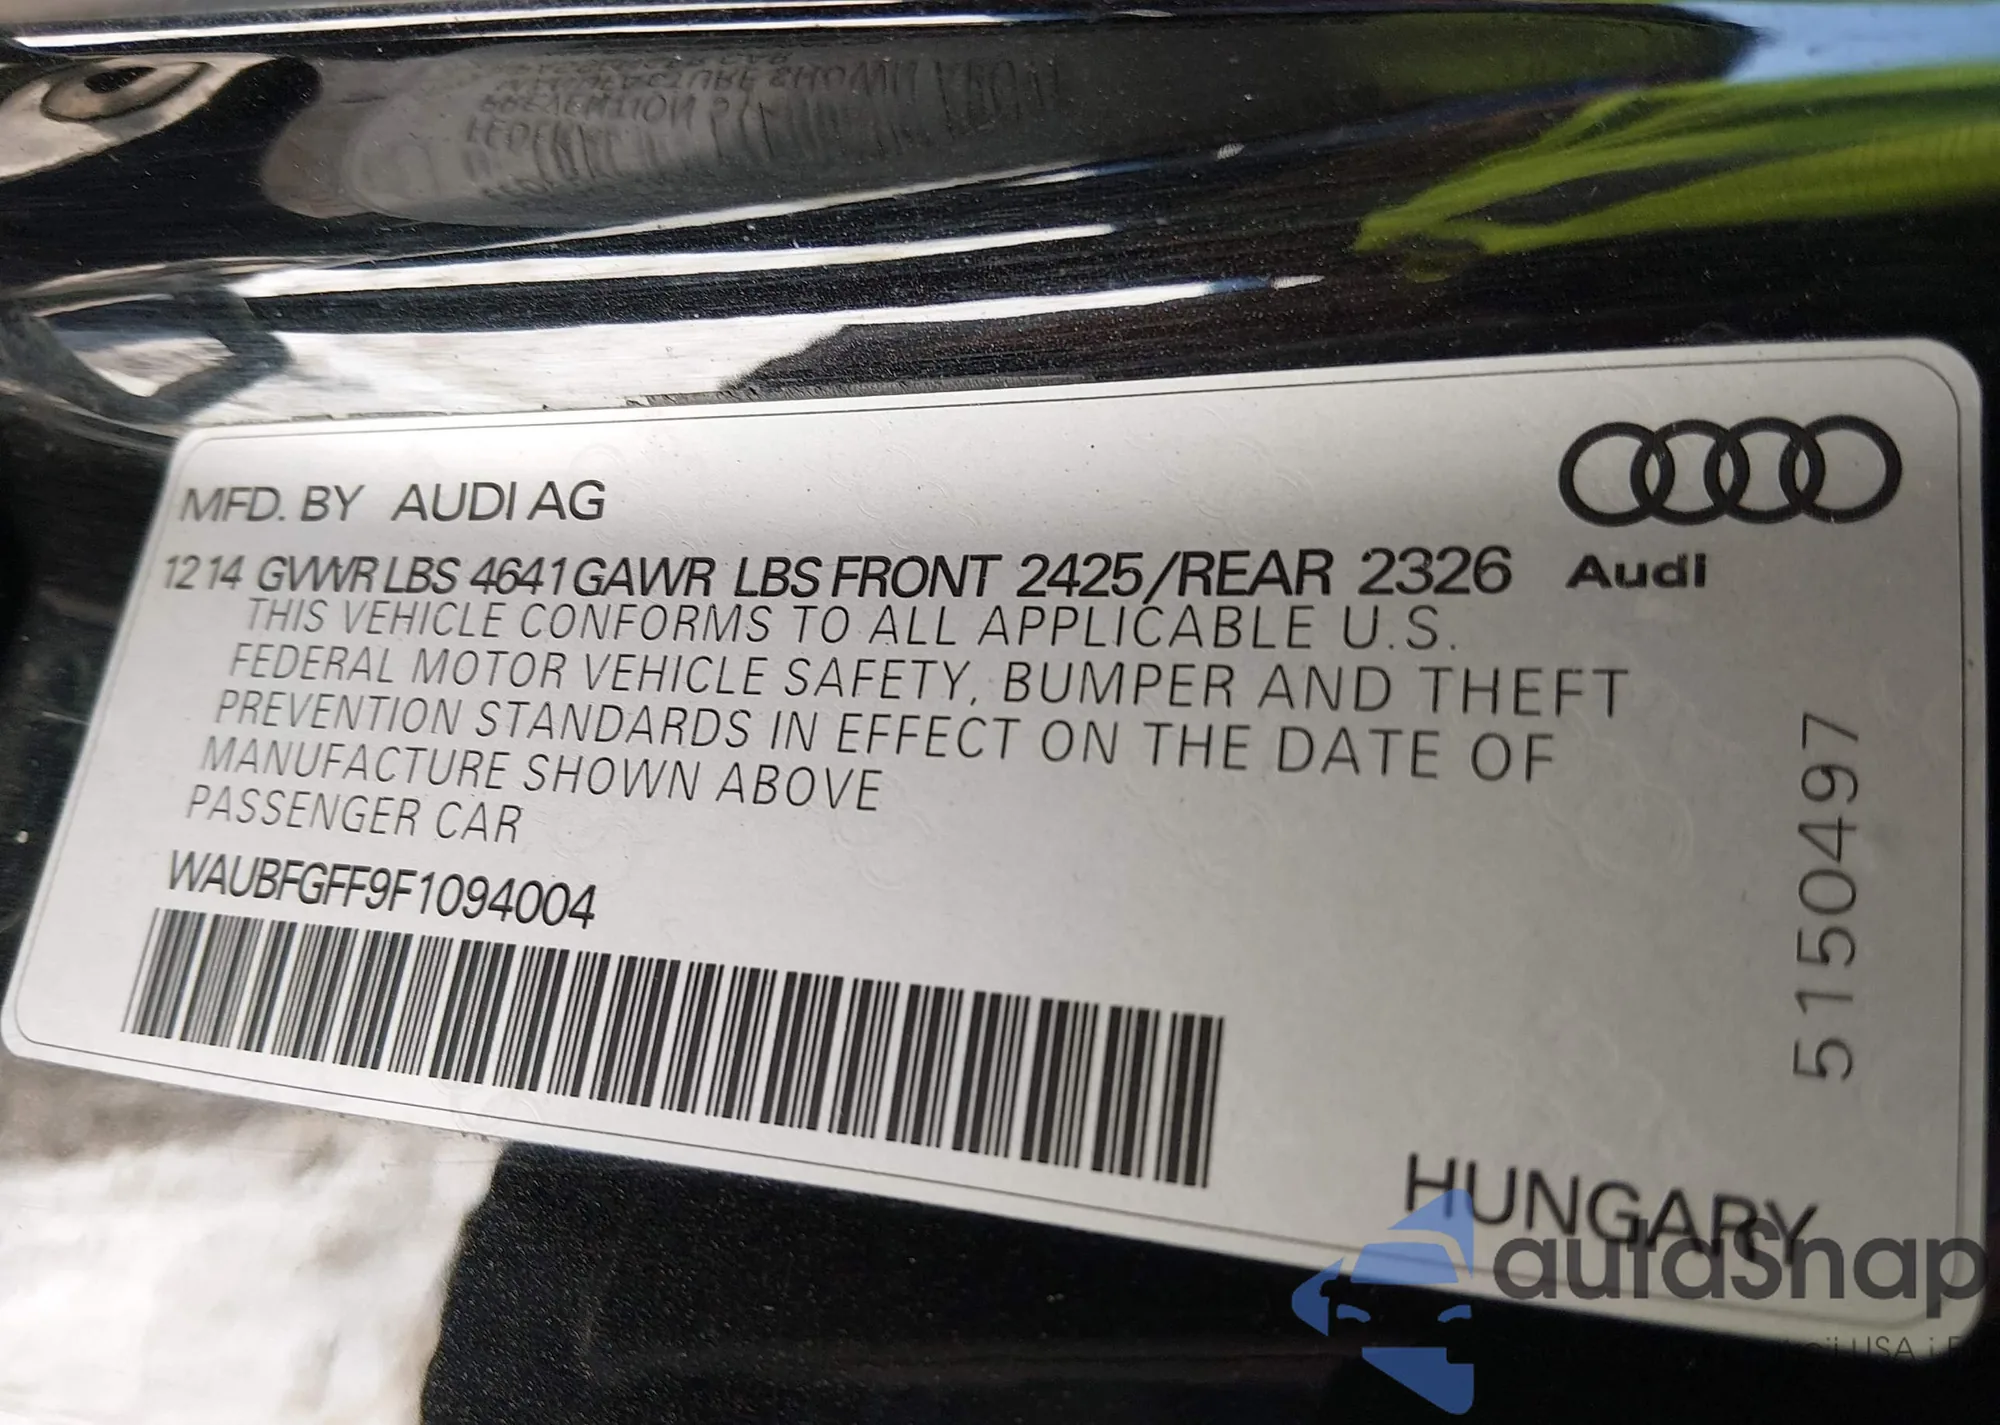 MFD. BY AUDI AG
12 14 GVWR LBS 4641 GAWR LBS FRONT 2425/REAR 2326
Audi
THIS VEHICLE CONFORMS TO ALL APPLICABLE U.S.
FEDERAL MOTOR VEHICLE SAFETY, BUMPER AND THEFT
PREVENTION STANDARDS IN EFFECT ON THE DATE OF
MANUFACTURE SHOWN ABOVE
PASSENGER CAR
WAUBFGFF9F1094004
5150497
HUNGARY
autoSnap
USA i